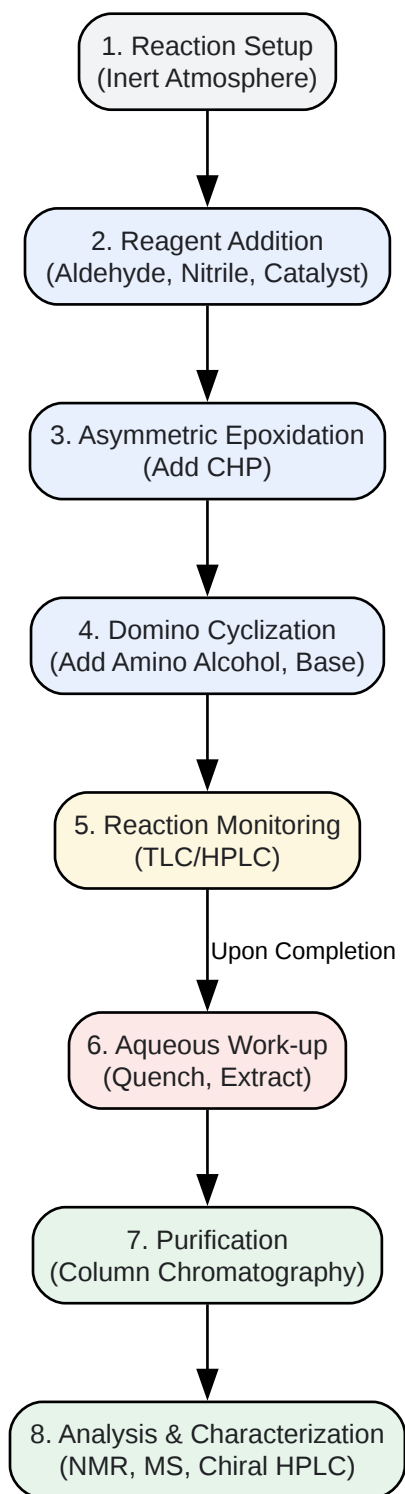 1. Reaction Setup
(Inert Atmosphere)
2. Reagent Addition
(Aldehyde, Nitrile, Catalyst)
3. Asymmetric Epoxidation
(Add CHP)
4. Domino Cyclization
(Add Amino Alcohol, Base)
5. Reaction Monitoring
(TLC/HPLC)
Upon Completion
6. Aqueous Work-up
(Quench, Extract)
7. Purification
(Column Chromatography)
8. Analysis & Characterization
(NMR, MS, Chiral HPLC)